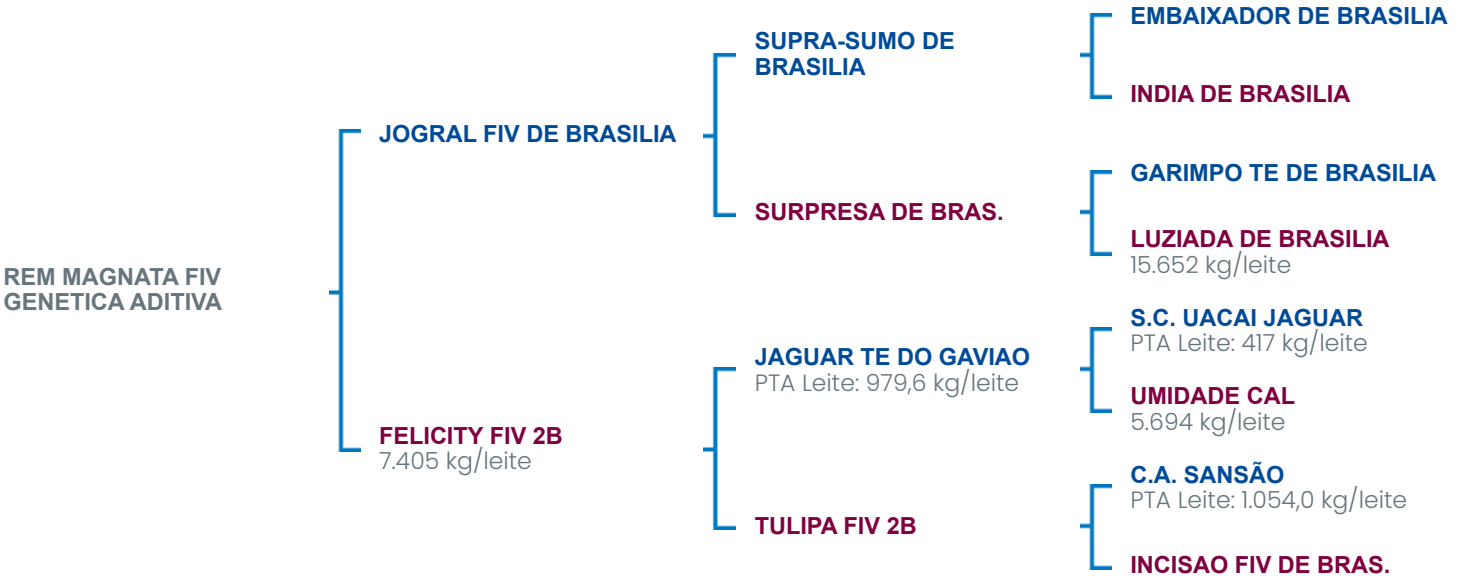 REM MAGNATA FIV
GENETICA ADITIVA
JOGRAL FIV DE BRASILIA
FELICITY FIV 2B
7.405 kg/leite
SUPRA-SUMO DE
BRASILIA
SURPRESA DE BRAS.
JAGUAR TE DO GAVIAO
PTA Leite: 979,6 kg/leite
TULIPA FIV 2B
EMBAIXADOR DE BRASILIA
INDIA DE BRASILIA
GARIMPO TE DE BRASILIA
LUZIADA DE BRASILIA
15.652 kg/leite
S.C. UACAI JAGUAR
PTA Leite: 417 kg/leite
UMIDADE CAL
5.694 kg/leite
C.A. SANSÃO
PTA Leite: 1.054,0 kg/leite
INCISAO FIV DE BRAS.